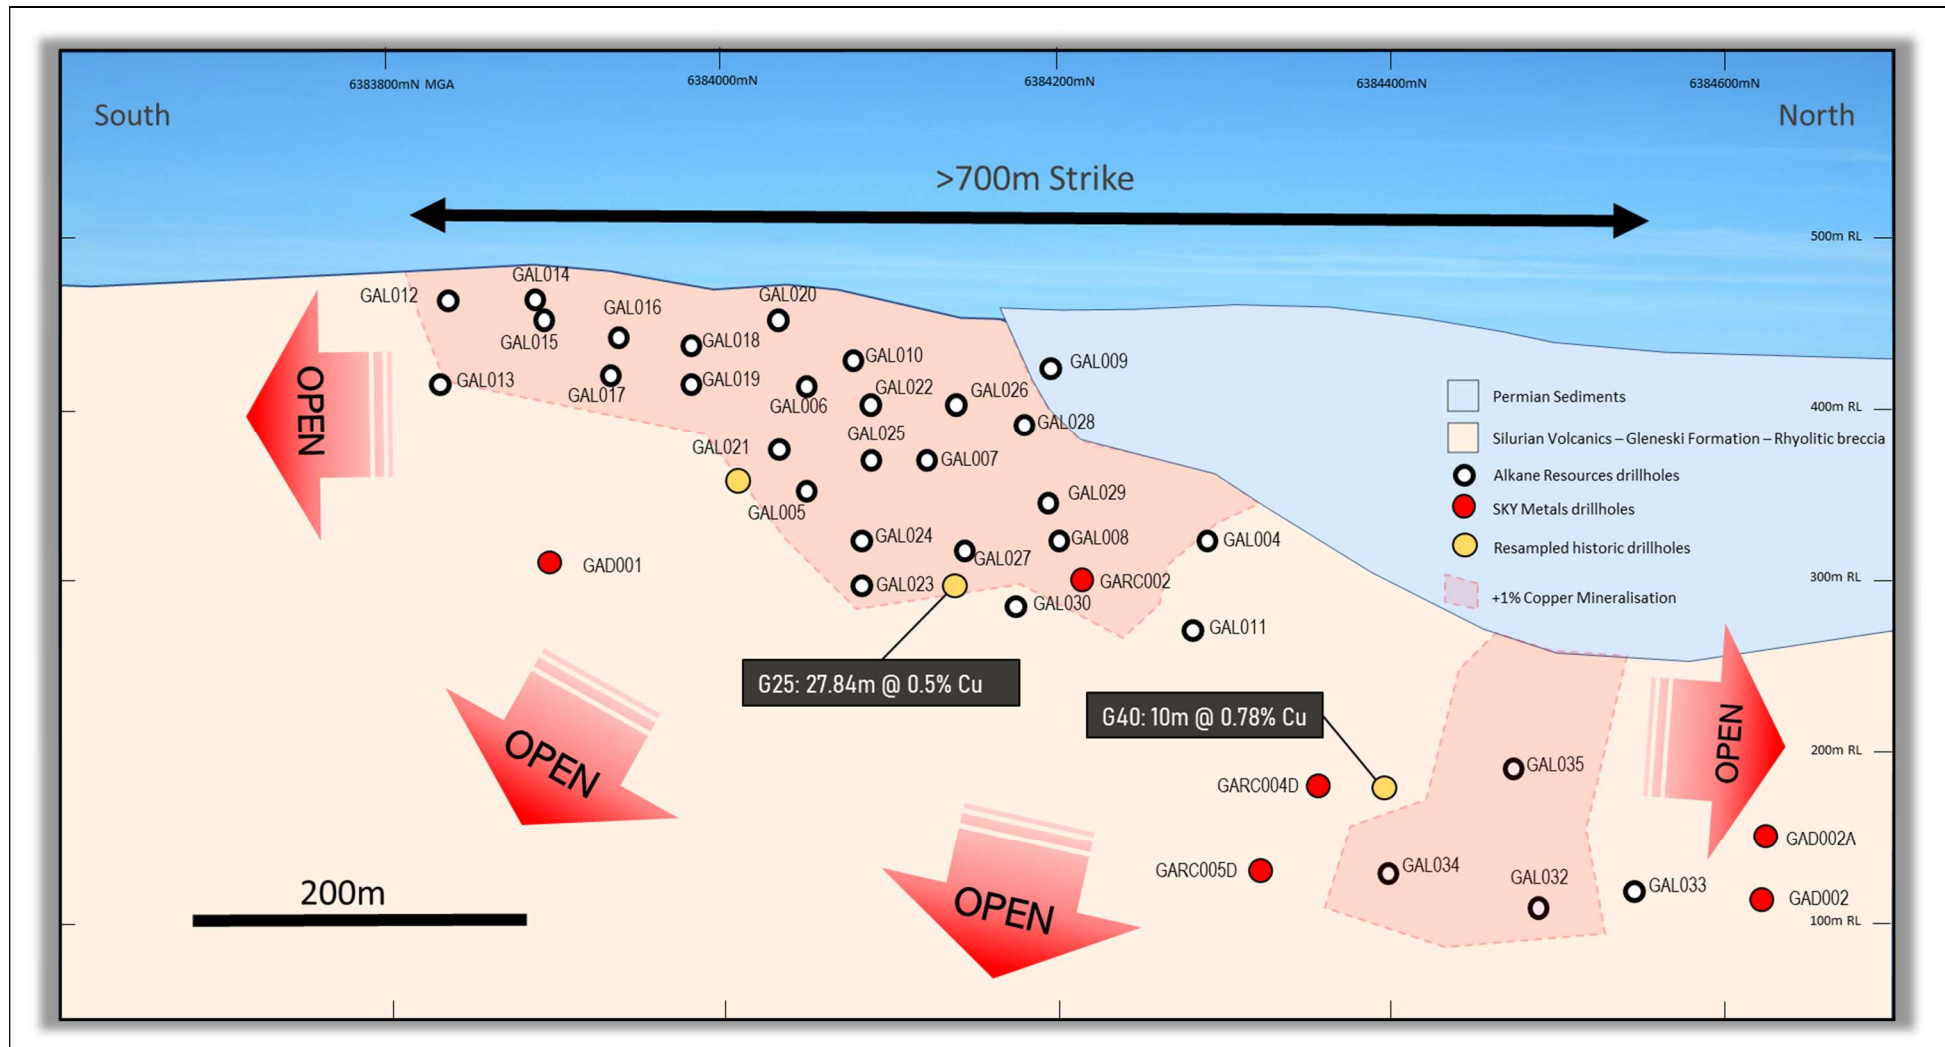 6383800mN MGA
6384000mN
6384200mN
6384400mN
6384600mN
South
North
>700m Strike
500m RL
GAL014
GAL012
GAL020
GAL016
GAL015
GAL018
GAL010
GAL009
GAL013
GAL019
GAL022
GAL026
GAL017
GAL006
GAL028
GAL025
GAL021
GAL007
GAL029
GAL005
GAL024
GAL008
GAL004
GAL027
GAD001
GAL023
GARC002
GAL030
GAL011
OPEN
Permian Sediments
400m RL
Silurian Volcanics – Gleneski Formation – Rhyolitic breccia
Alkane Resources drillholes
SKY Metals drillholes
Resampled historic drillholes
300m RL
+1% Copper Mineralisation
G25: 27.84m @ 0.5% Cu
G40: 10m @ 0.78% Cu
OPEN
OPEN
200m RL
GAL035
GARC004D
GAD002A
GARC005D
GAL034
GAL032
GAL033
GAD002
200m
OPEN
100m RL